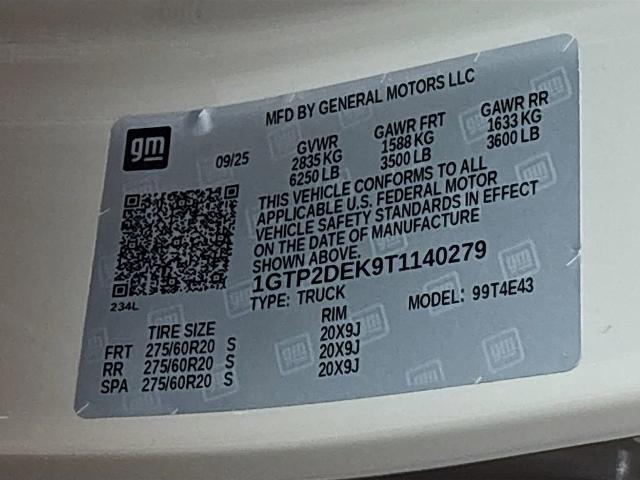 MFD BY GENERAL MOTORS LLC
gm
09/25
GVWR GAWR FRT GAWR RR
2835 KG 1588 KG 1633 KG
6250 LB 3500 LB 3600 LB
THIS VEHICLE CONFORMS TO ALL
APPLICABLE U.S. FEDERAL MOTOR
VEHICLE SAFETY STANDARDS IN EFFECT
ON THE DATE OF MANUFACTURE
SHOWN ABOVE.
1GTP2DEK9T1140279
234L
TYPE: TRUCK MODEL: 99T4E43
TIRE SIZE RIM
FRT 275/60R20 S 20X9J
RR 275/60R20 S 20X9J
SPA 275/60R20 S 20X9J